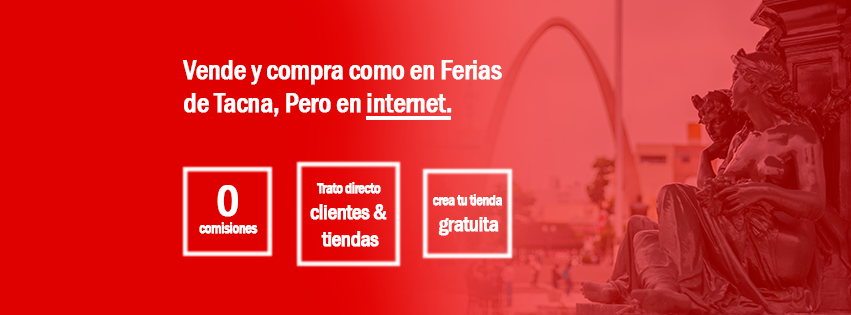 Vende y compra como en Ferias
de Tacna, Pero en internet.
0
comisiones
Trato directo
clientes &
tiendas
crea tu tienda
gratuita